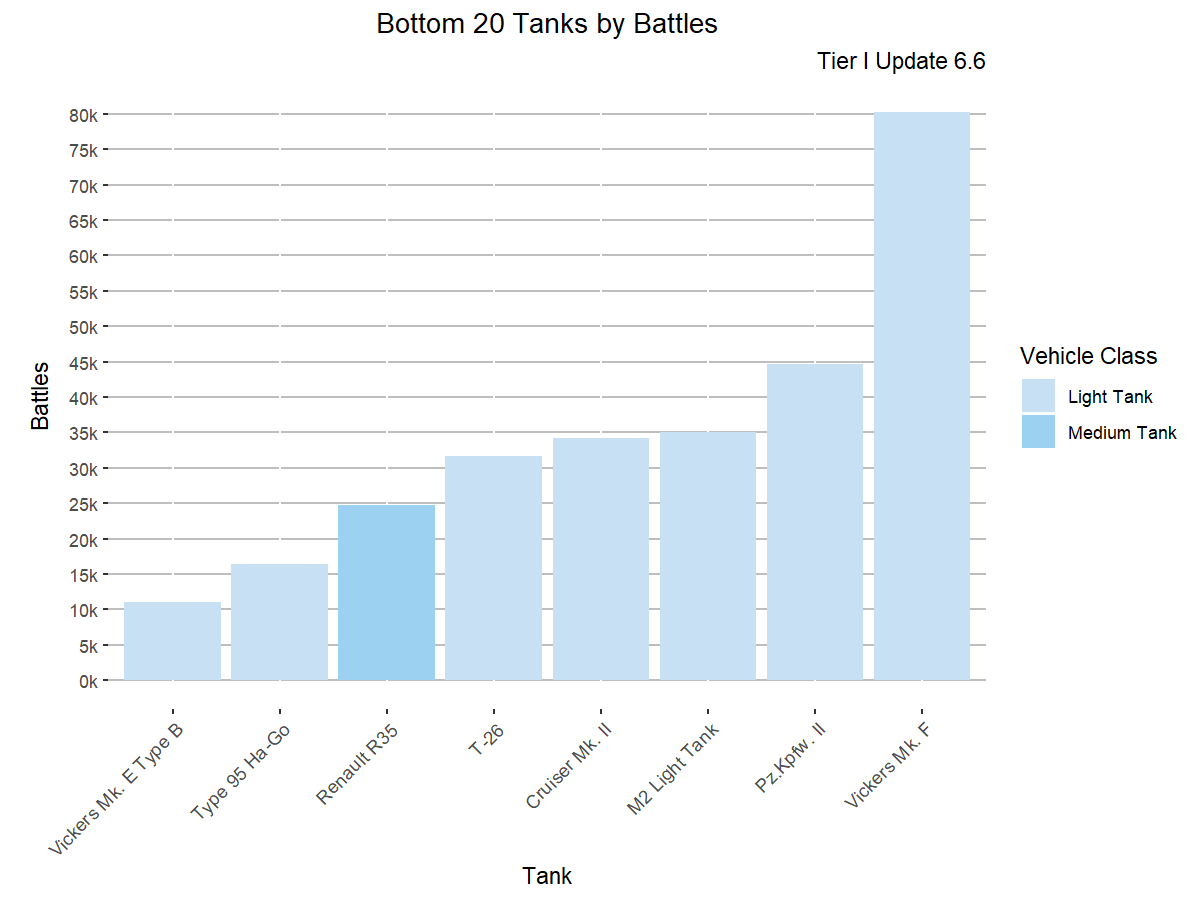 Bottom 20 Tanks by Battles
Tier I Update 6.6
80k
75k
70k
65k
60k
55k
50k
45k
40k
35k
30k
25k
20k
15k
10k
5k
0k
Battles
Vickers Mk. E Type B
Type 95 Ha-Go
Renault R35
T-26
Cruiser Mk. II
M2 Light Tank
Pz.Kpfw. II
Vickers Mk. F
Tank
Vehicle Class
Light Tank
Medium Tank